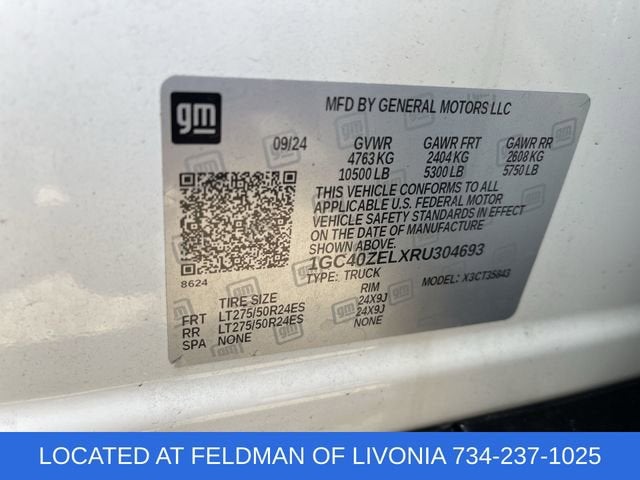 gm
MFD BY GENERAL MOTORS LLC
09/24 GVWR GAWR FRT GAWR RR
4763 KG 2404 KG 2608 KG
10500 LB 5300 LB 5750 LB
THIS VEHICLE CONFORMS TO ALL
APPLICABLE U.S. FEDERAL MOTOR
VEHICLE SAFETY STANDARDS IN EFFECT
ON THE DATE OF MANUFACTURE
SHOWN ABOVE.
1GC40ZELXRU304693
8624
TYPE: TRUCK MODEL: X3CT35843
TIRE SIZE RIM
FRT LT275/50R24ES 24X9J
RR LT275/50R24ES 24X9J
SPA NONE NONE
LOCATED AT FELDMAN OF LIVONIA 734-237-1025